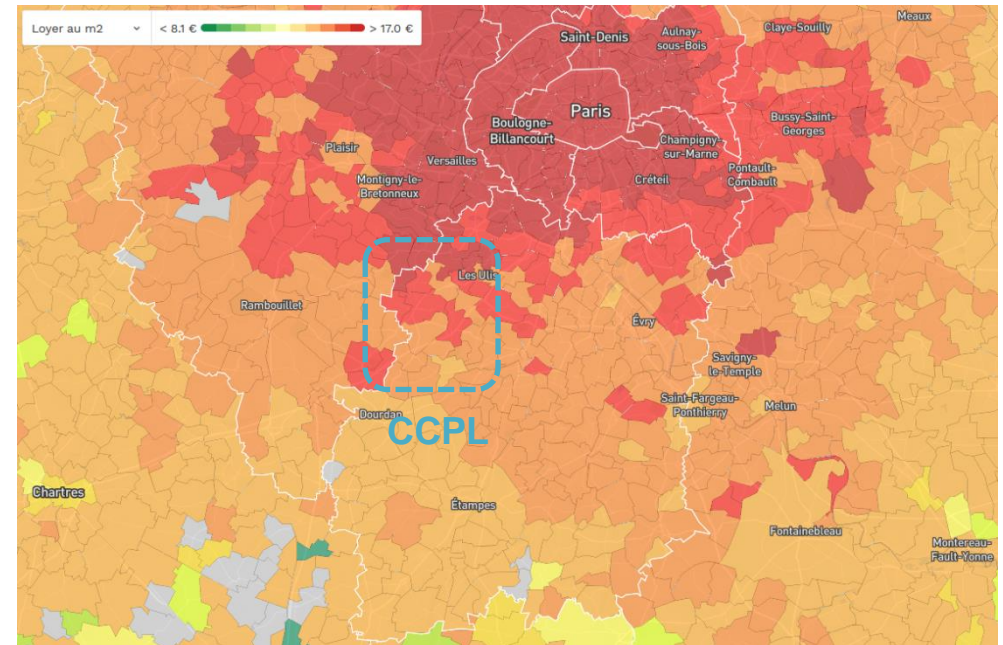 Loyer au m2
< 8.1 €
> 17.0 €
Meaux
Saint-Denis
Aulnay-
sous-Bois
Claye-Souilly
Paris
Boulogne-
Billancourt
Bussy-Saint-
Georges
Champigny-
sur-Marne
Plaisir
Versailles
Montigny-le-
Bretonneux
Créteil
Pontault-
Combault
Les Ulis
Rambouillet
Évry
Savigny-
le-Temple
Saint-Fargeau-
Ponthierry
Melun
Dourdan
CCPL
Chartres
Étampes
Fontainebleau
Montereau-
Fault-Yonne